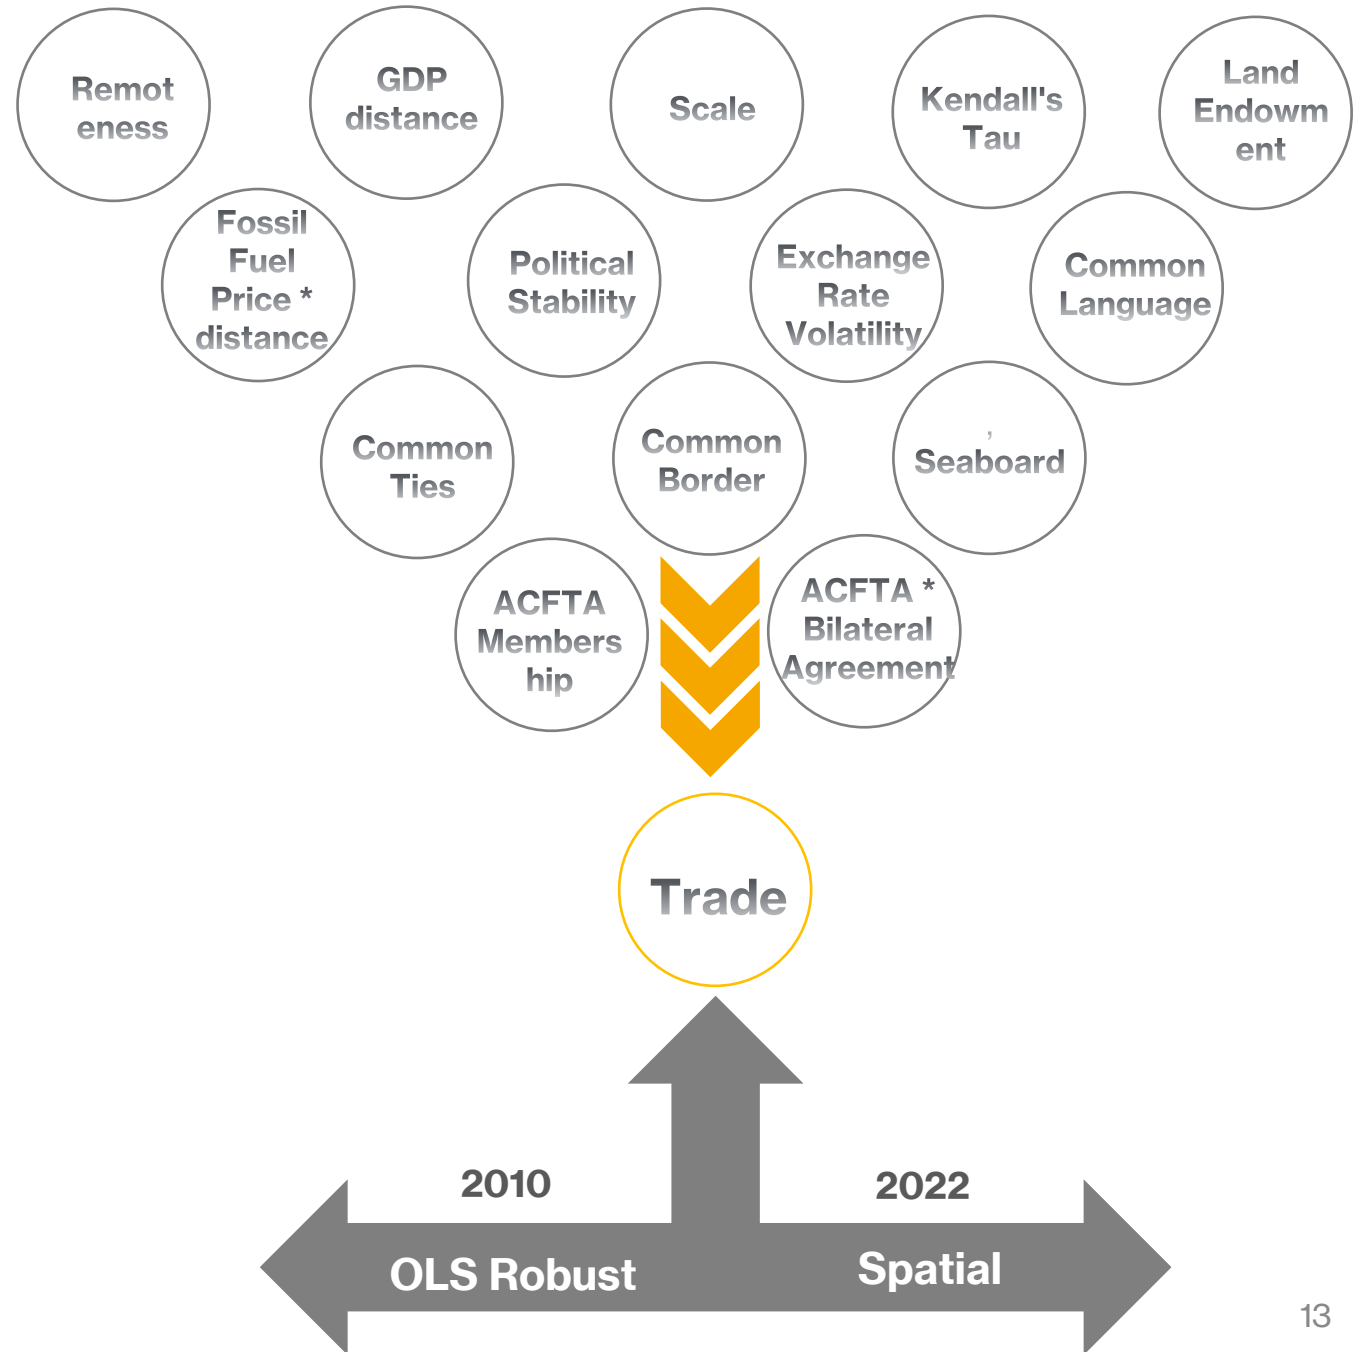 Remot
eness
GDP
distance
Scale
Kendall's
Tau
Land
Endowm
ent
Fossil
Fuel
Price *
distance
Political
Stability
Exchange
Rate
Volatility
Common
Language
Common
Ties
Common
Border
,
Seaboard
ACFTA
Members
hip
ACFTA *
Bilateral
Agreement
Trade
2010
2022
OLS Robust
Spatial
13